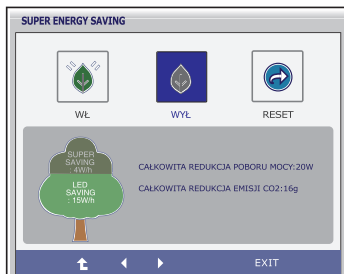 SUPER ENERGY SAVING
WŁ
WYŁ
RESET
SUPER
SAVING
: 4W/h
LED
SAVING
: 15W/h
CAŁKOWITA REDUKCJA POBORU MOCY:20W
CAŁKOWITA REDUKCJA EMISJI CO2:16g
EXIT